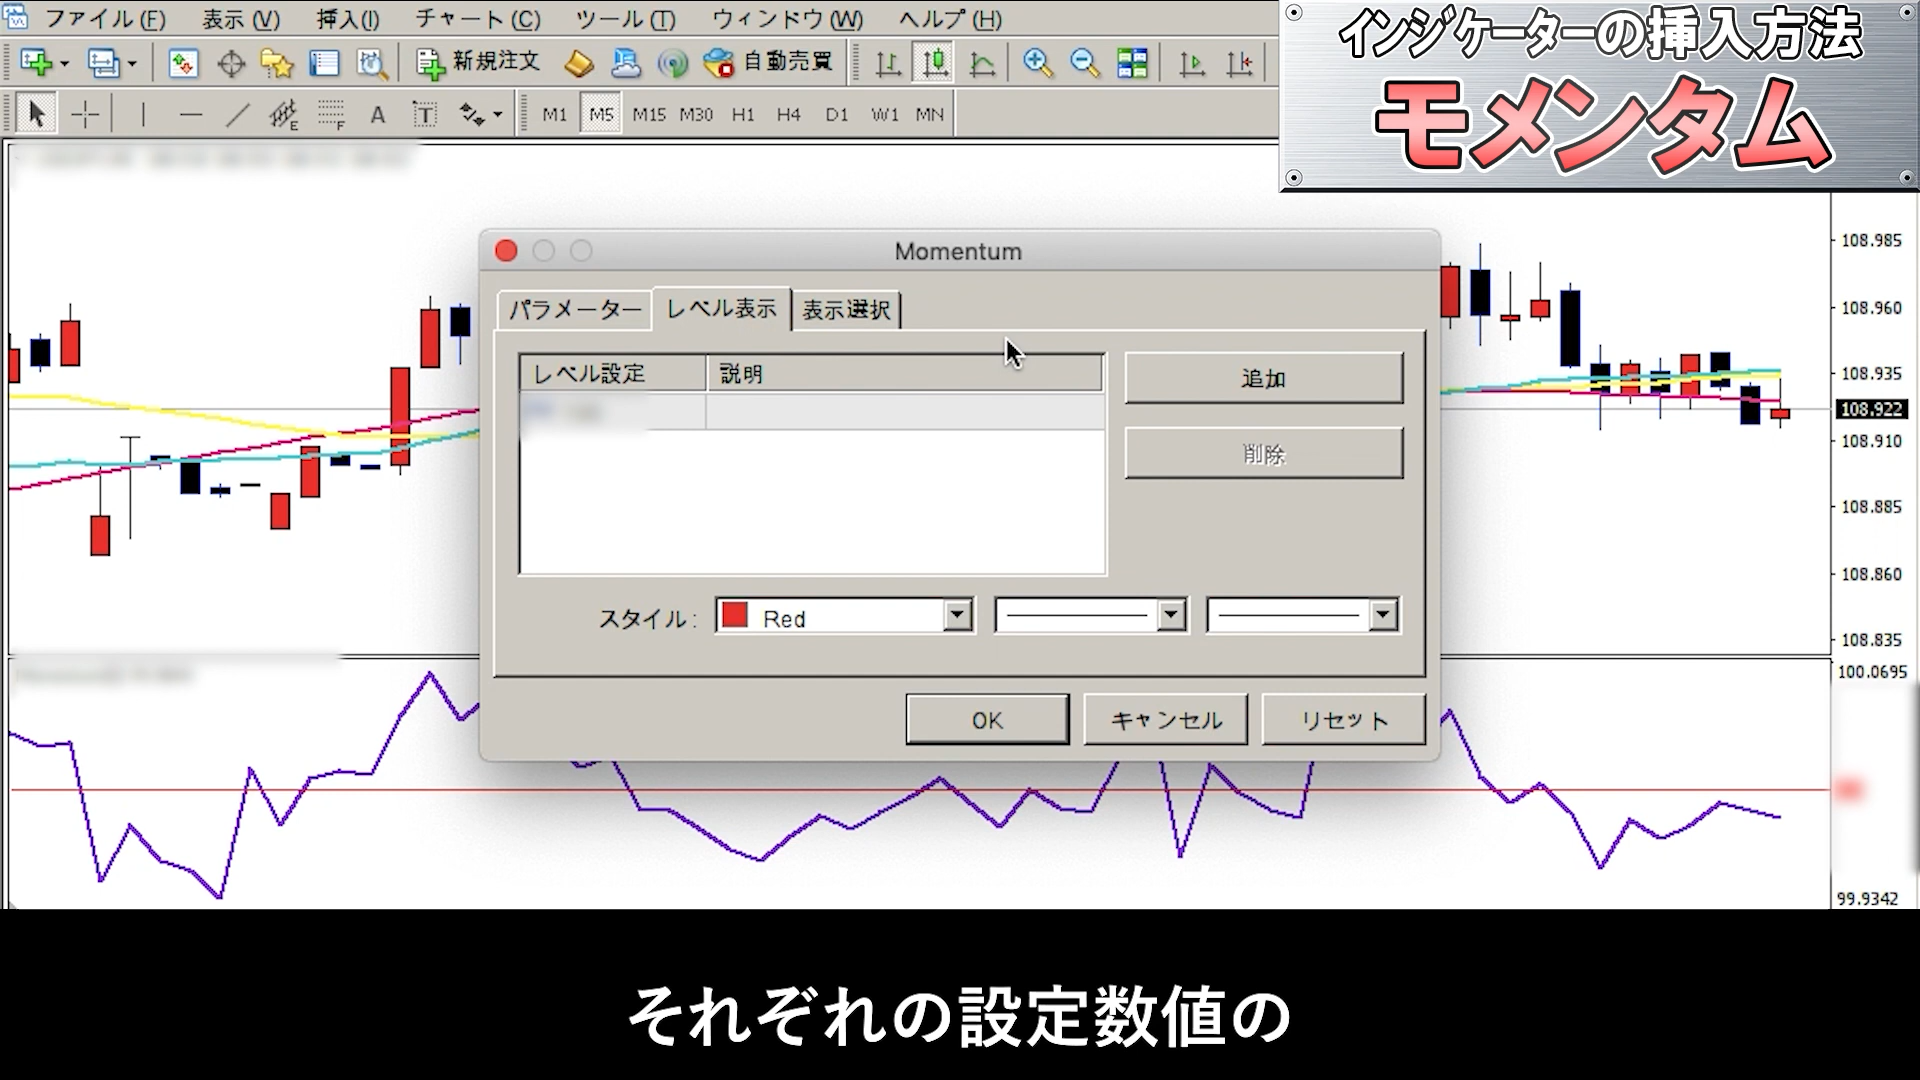 ファイル (F) 表示 (V) 挿入(I) チャート (C) ツール (T) ウィンドウ (W) ヘルプ (H)
新規注文 自動売買
M1 M5 M15 M30 H1 H4 D1 W1 MN
インジケーターの挿入方法
モメンタム
Momentum
パラメーター レベル表示 表示選択
レベル設定 説明
追加
削除
スタイル : Red
OK キャンセル リセット
108.985
108.960
108.935
108.922
108.910
108.885
108.860
108.835
100.0695
99.9342
それぞれの設定数値の